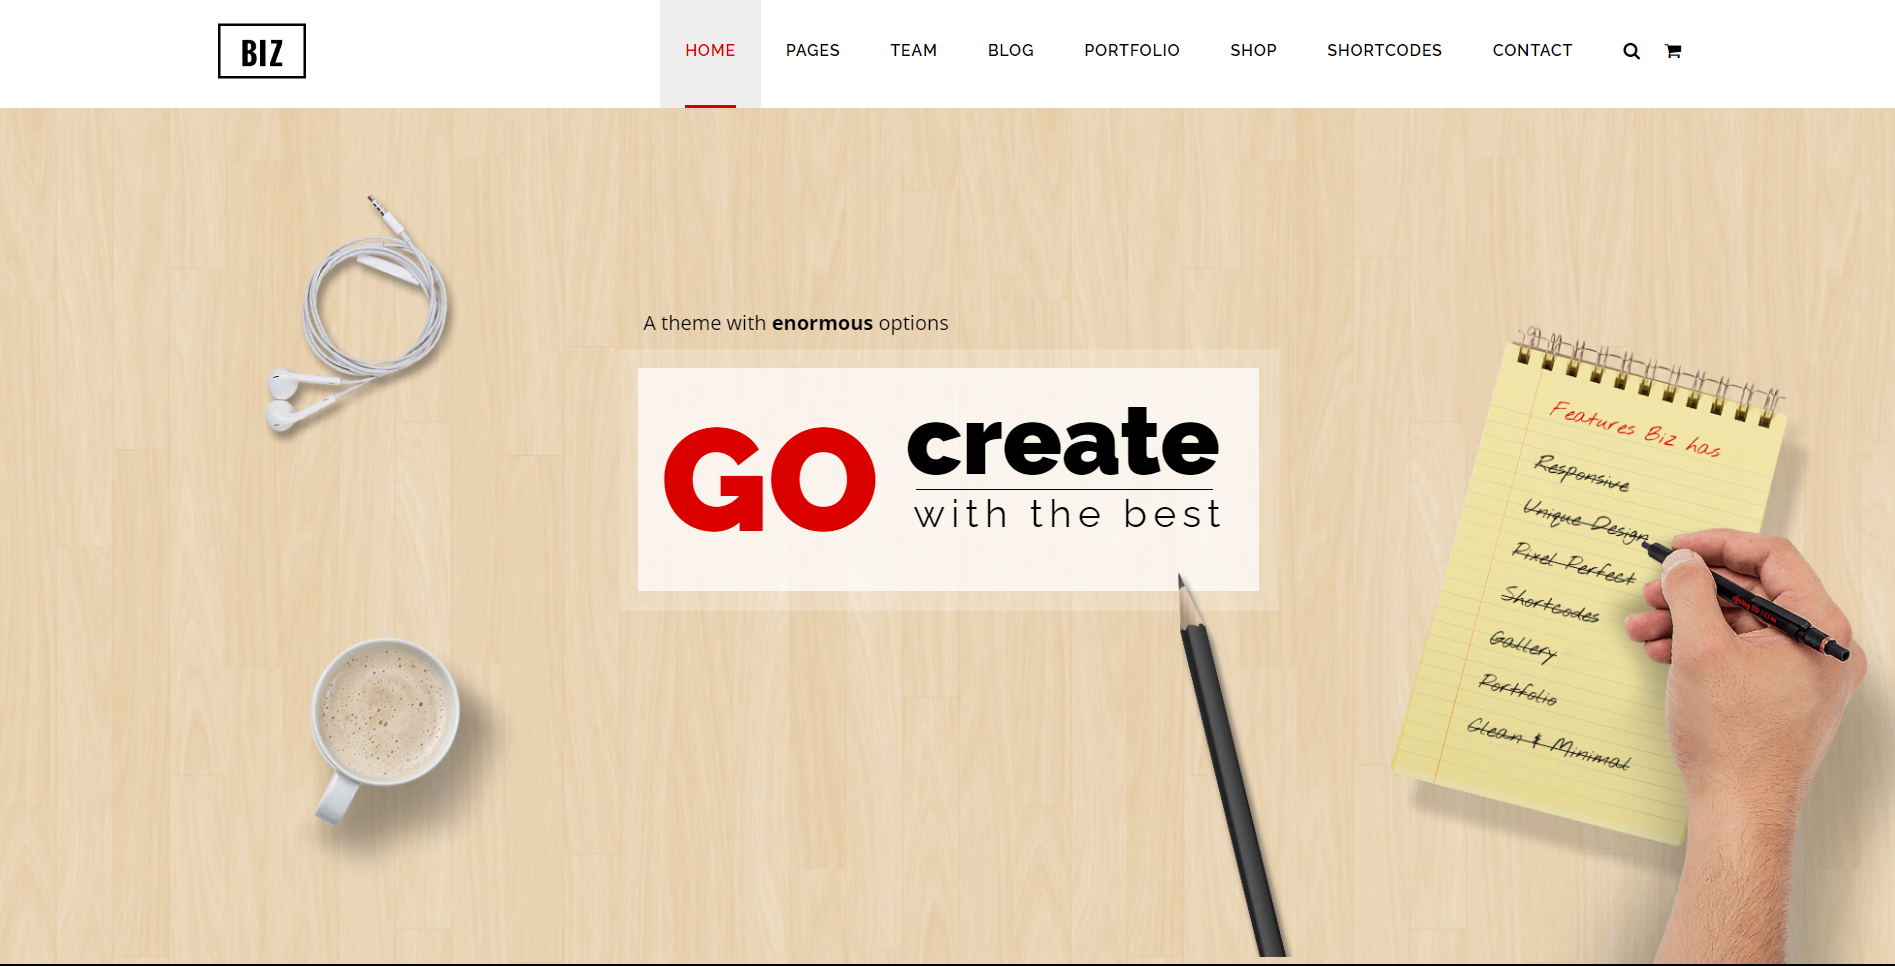 BIZ
HOME PAGES TEAM BLOG PORTFOLIO SHOP SHORTCODES CONTACT
A theme with enormous options
GO create
with the best
Features Biz has
Responsive
Unique Design
Pixel Perfect
Shortcodes
Gallery
Portfolio
Clean & Minimal